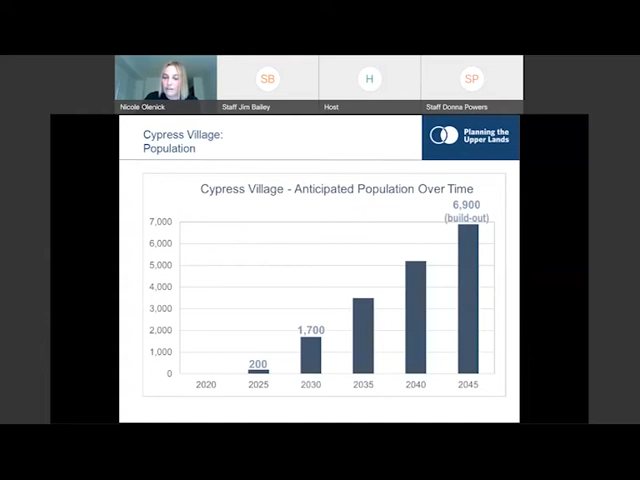 SB
H
SP
Nicole Olenick
Staff Jim Bailey
Host
Staff Donna Powers
Cypress Village:
Population
Planning the
Upper Lands
Cypress Village - Anticipated Population Over Time
6,900
(build-out)
7,000
6,000
5,000
4,000
3,000
2,000
1,700
1,000
200
0
2020
2025
2030
2035
2040
2045